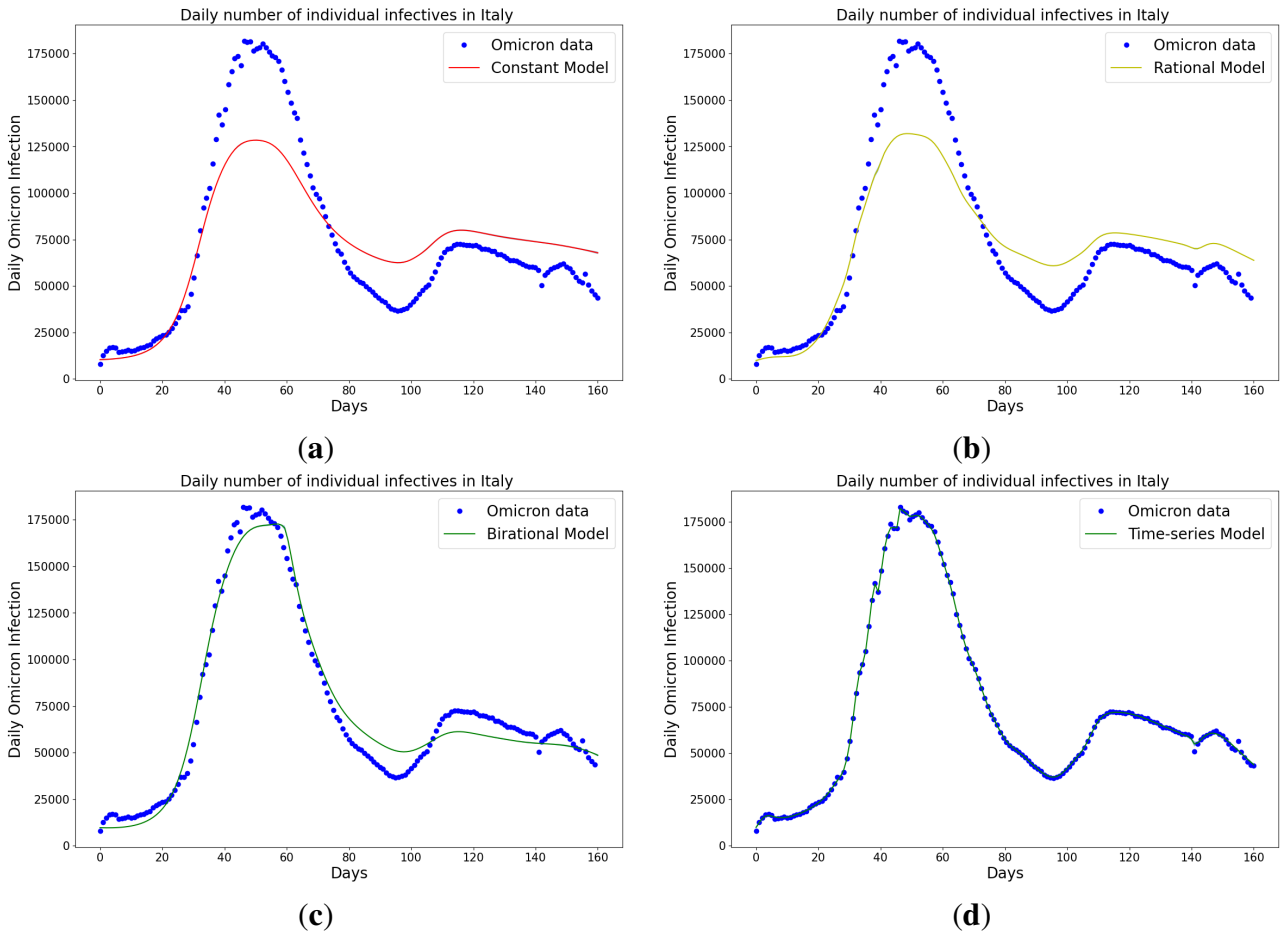 Daily number of individual infectives in Italy
Daily Omicron Infection
175000
150000
125000
100000
75000
50000
25000
0
Omicron data
Constant Model
0 20 40 60 80 100 120 140 160
Days
(a)
Daily number of individual infectives in Italy
Daily Omicron Infection
175000
150000
125000
100000
75000
50000
25000
0
Omicron data
Rational Model
0 20 40 60 80 100 120 140 160
Days
(b)
Daily number of individual infectives in Italy
Daily Omicron Infection
175000
150000
125000
100000
75000
50000
25000
0
Omicron data
Birational Model
0 20 40 60 80 100 120 140 160
Days
(c)
Daily number of individual infectives in Italy
Daily Omicron Infection
175000
150000
125000
100000
75000
50000
25000
0
Omicron data
Time-series Model
0 20 40 60 80 100 120 140 160
Days
(d)